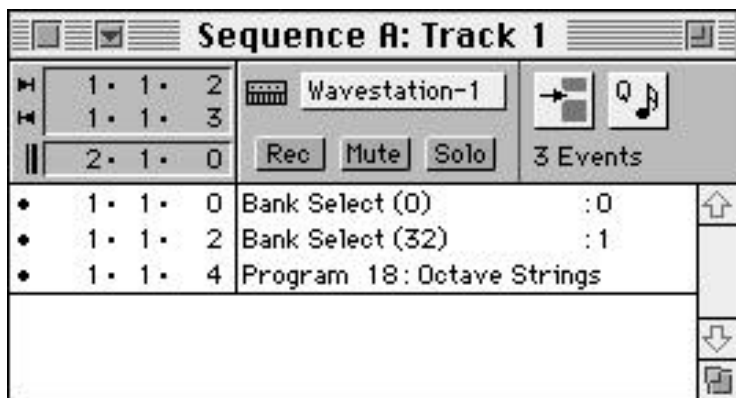 Sequence A: Track 1
1· 1· 2
1· 1· 3
2· 1· 0
Wavestation-1
Rec Mute Solo
Q
3 Events
1· 1· 0 Bank Select (0) :0
1· 1· 2 Bank Select (32) :1
1· 1· 4 Program 18: Octave Strings